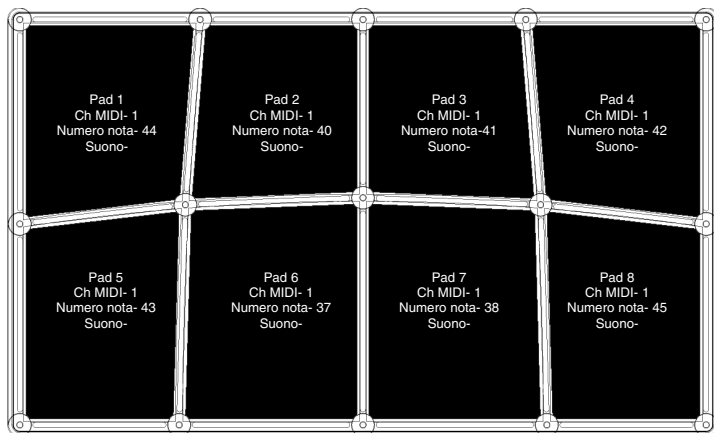 Pad 1
Ch MIDI- 1
Numero nota- 44
Suono-
Pad 2
Ch MIDI- 1
Numero nota- 40
Suono-
Pad 3
Ch MIDI- 1
Numero nota-41
Suono-
Pad 4
Ch MIDI- 1
Numero nota- 42
Suono-
Pad 5
Ch MIDI- 1
Numero nota- 43
Suono-
Pad 6
Ch MIDI- 1
Numero nota- 37
Suono-
Pad 7
Ch MIDI- 1
Numero nota- 38
Suono-
Pad 8
Ch MIDI- 1
Numero nota- 45
Suono-